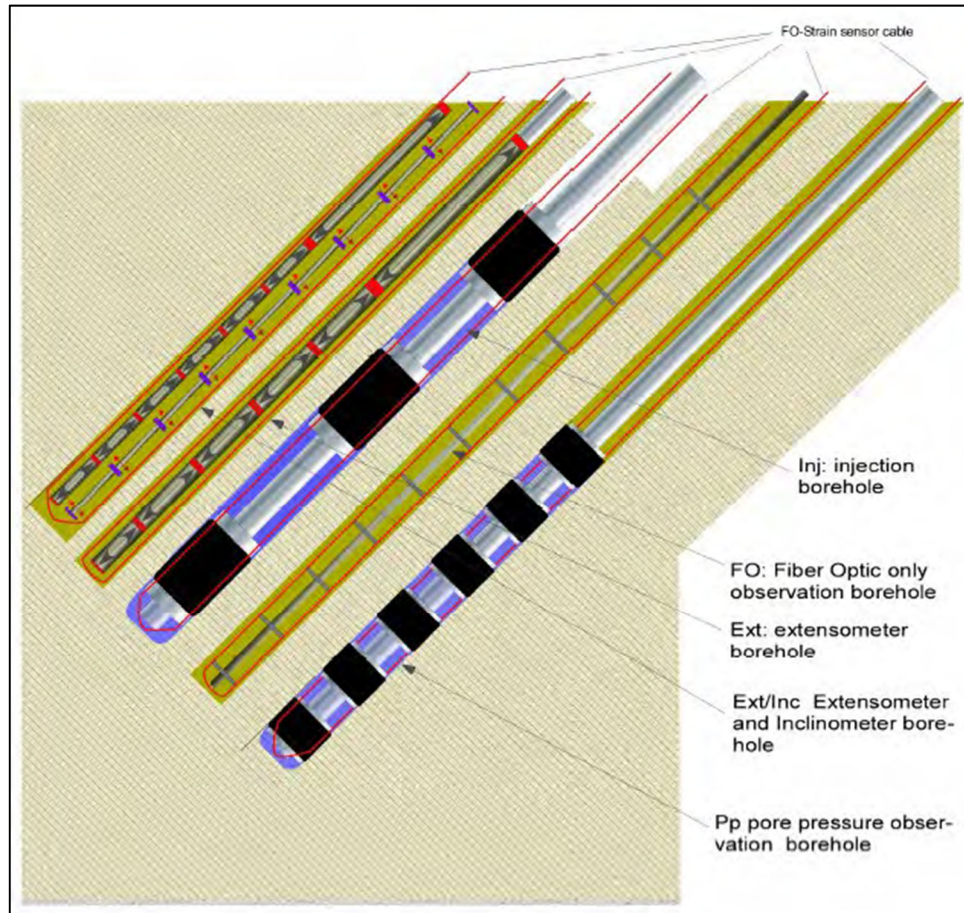 FO-Strain sensor cable
Inj: injection
borehole
FO: Fiber Optic only
observation borehole
Ext: extensometer
borehole
Ext/Inc Extensometer
and Inclinometer bore-
hole
Pp pore pressure obser-
vation borehole